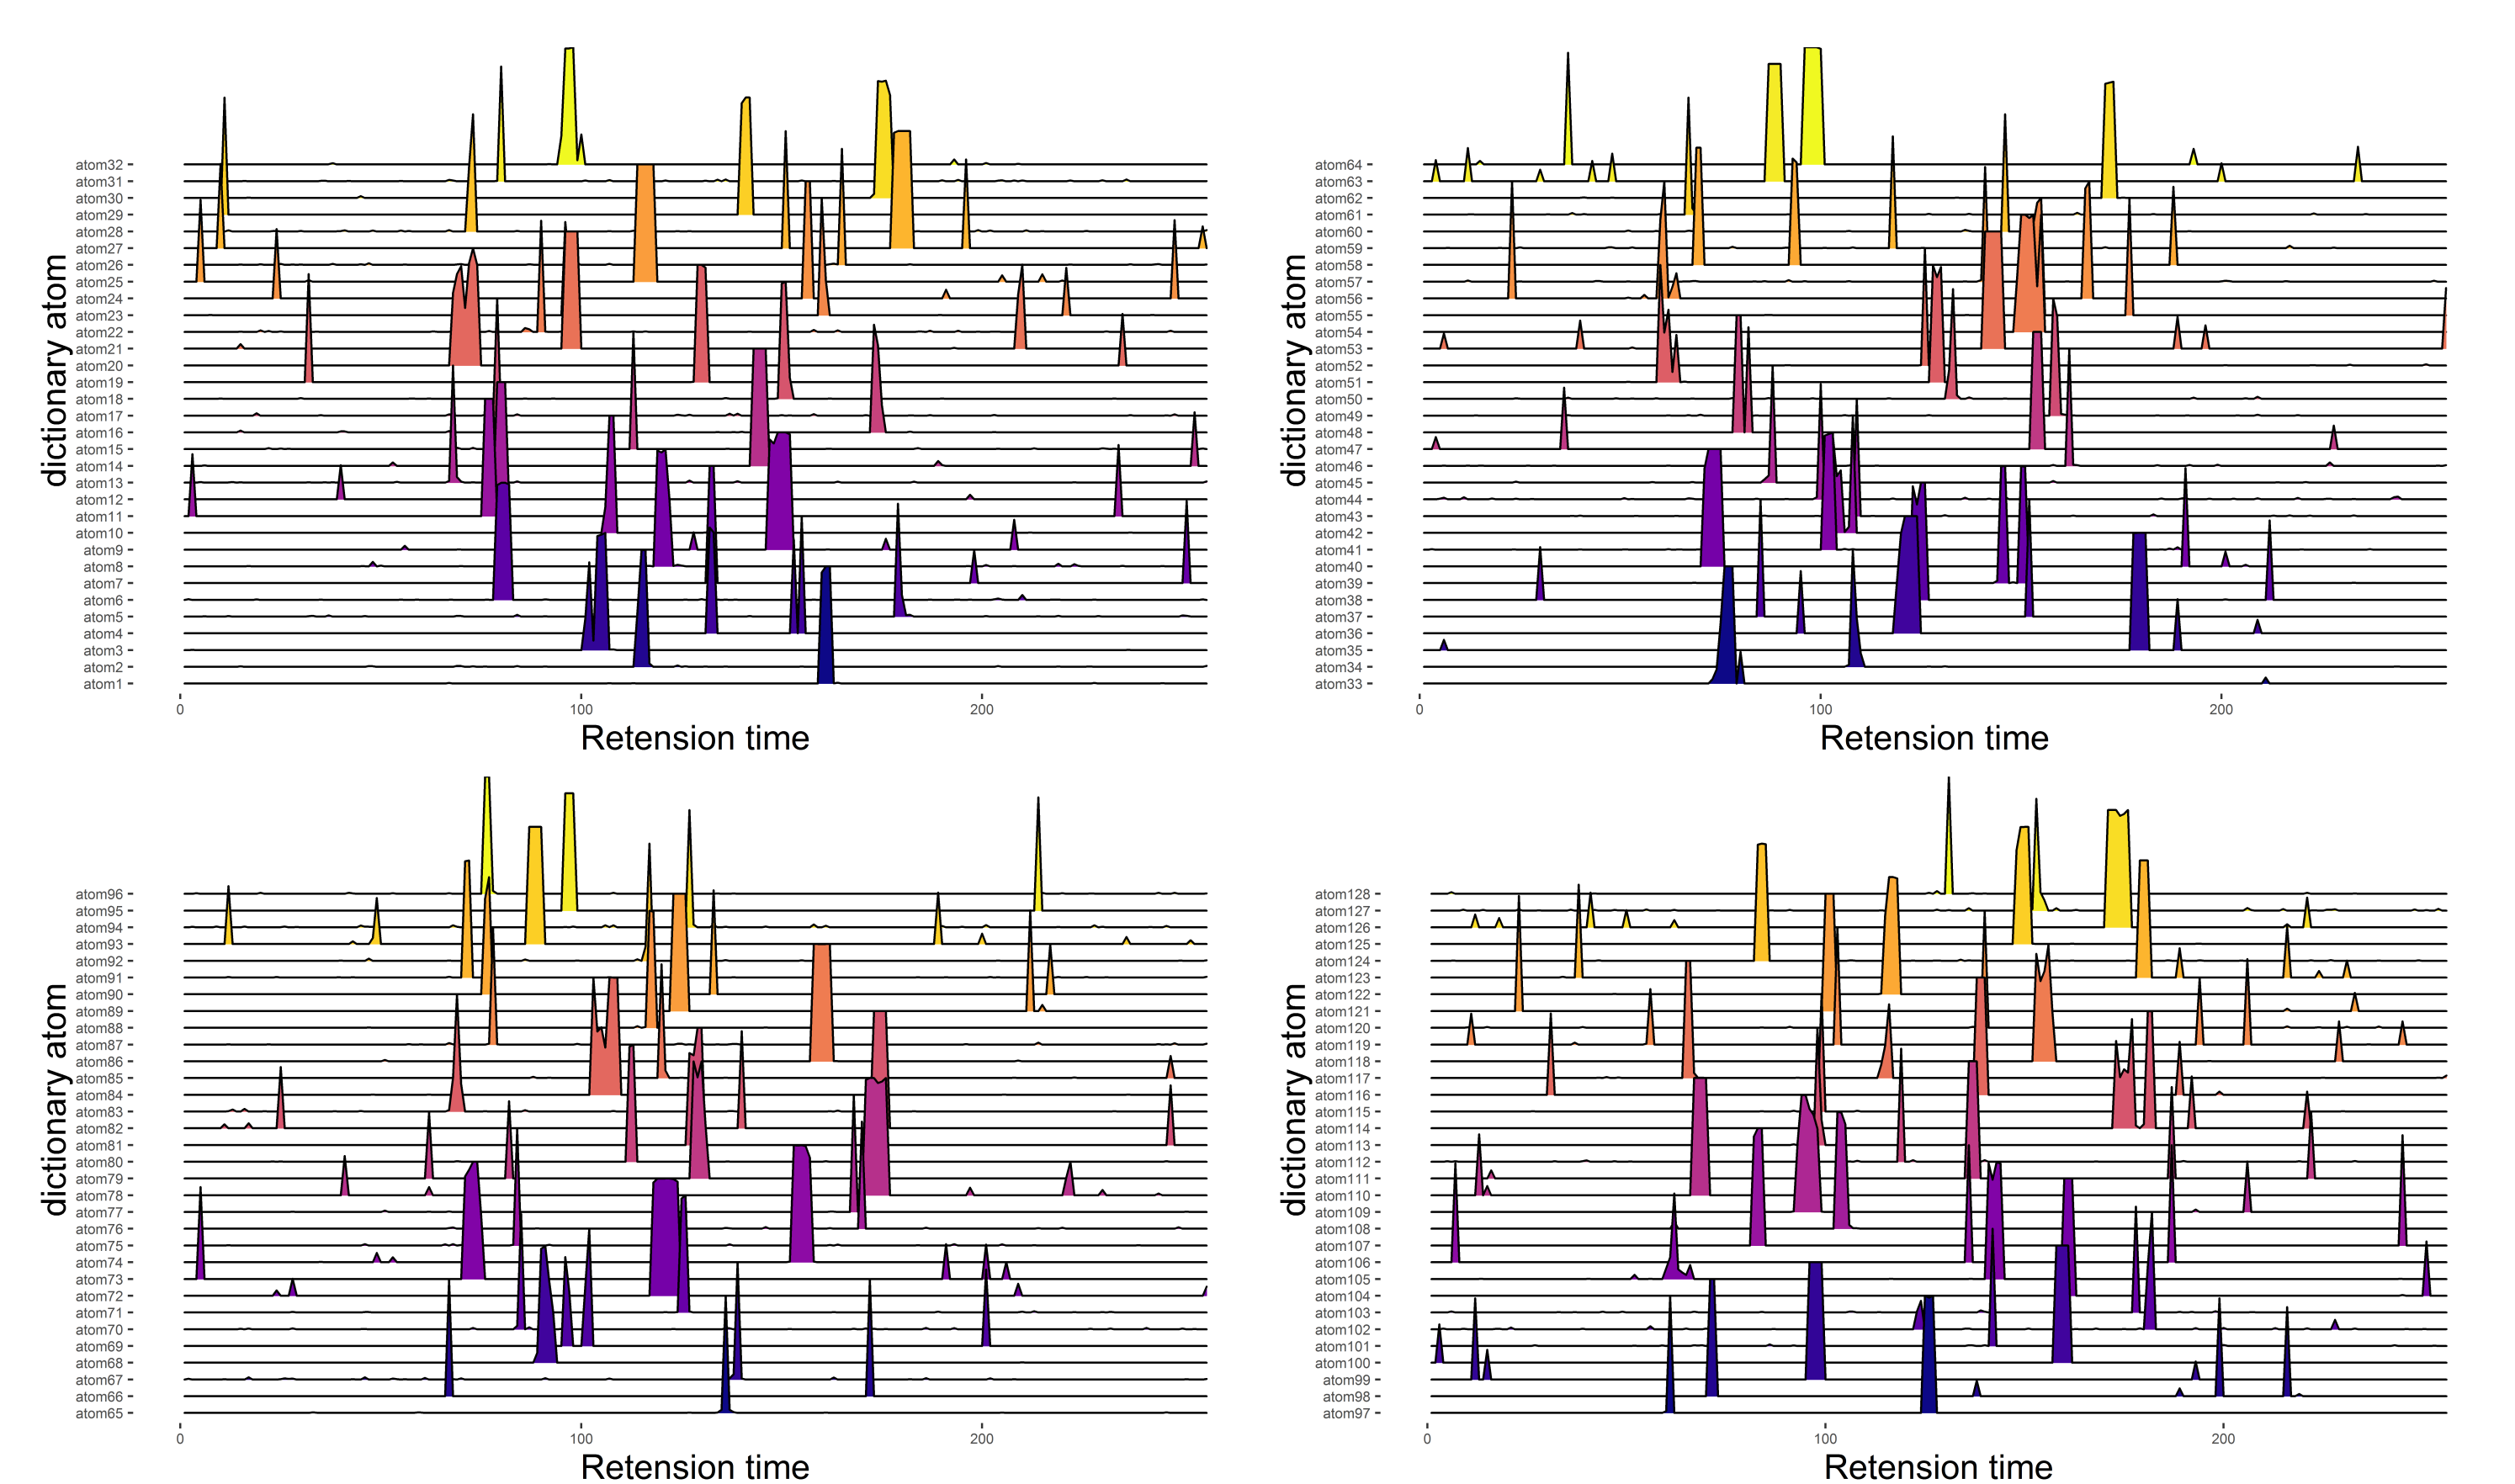 dictionary atom
atom32
atom31
atom30
atom29
atom28
atom27
atom26
atom25
atom24
atom23
atom22
atom21
atom20
atom19
atom18
atom17
atom16
atom15
atom14
atom13
atom12
atom11
atom10
atom9
atom8
atom7
atom6
atom5
atom4
atom3
atom2
atom1
0 100 200
Retension time
dictionary atom
atom64
atom63
atom62
atom61
atom60
atom59
atom58
atom57
atom56
atom55
atom54
atom53
atom52
atom51
atom50
atom49
atom48
atom47
atom46
atom45
atom44
atom43
atom42
atom41
atom40
atom39
atom38
atom37
atom36
atom35
atom34
atom33
0 100 200
Retension time
dictionary atom
atom96
atom95
atom94
atom93
atom92
atom91
atom90
atom89
atom88
atom87
atom86
atom85
atom84
atom83
atom82
atom81
atom80
atom79
atom78
atom77
atom76
atom75
atom74
atom73
atom72
atom71
atom70
atom69
atom68
atom67
atom66
atom65
0 100 200
Retension time
dictionary atom
atom128
atom127
atom126
atom125
atom124
atom123
atom122
atom121
atom120
atom119
atom118
atom117
atom116
atom115
atom114
atom113
atom112
atom111
atom110
atom109
atom108
atom107
atom106
atom105
atom104
atom103
atom102
atom101
atom100
atom99
atom98
atom97
0 100 200
Retension time